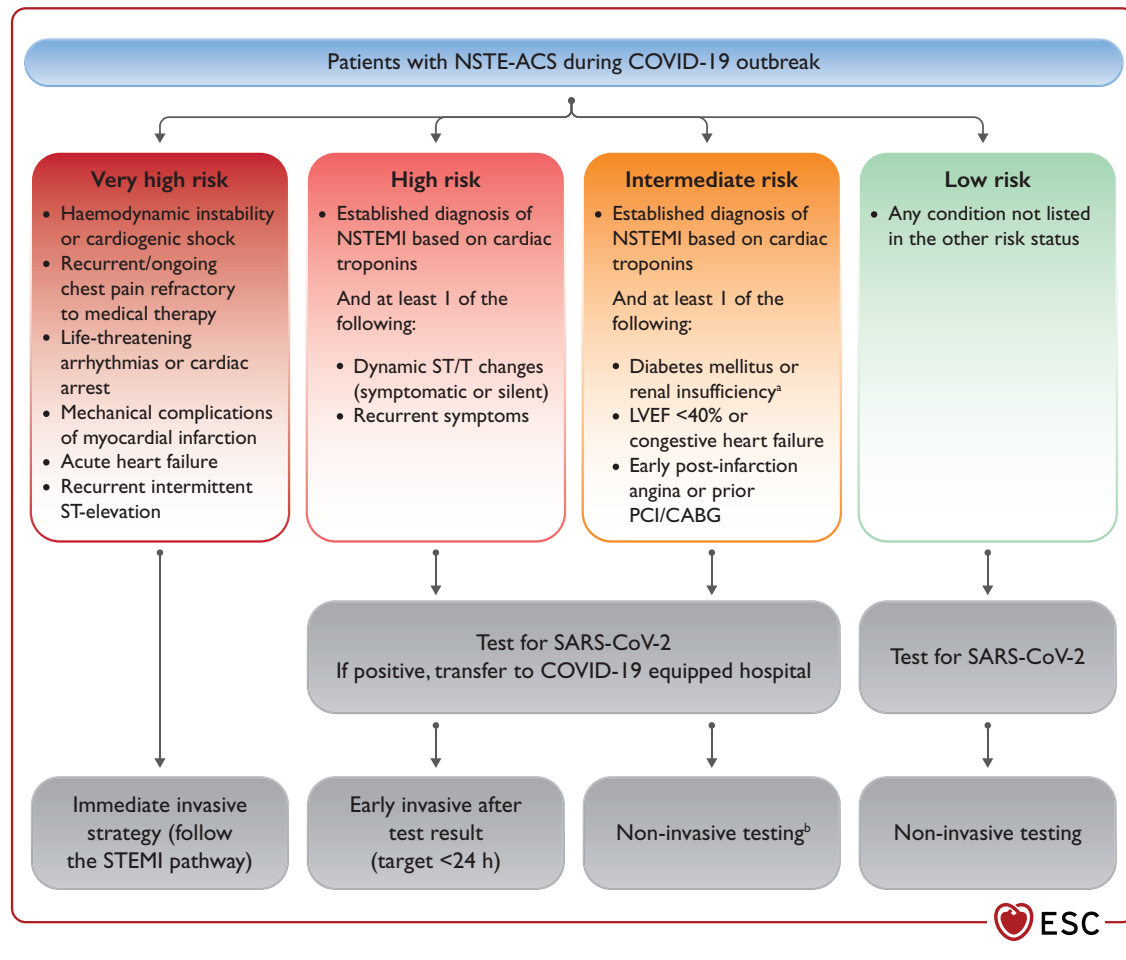 Patients with NSTE-ACS during COVID-19 outbreak
Very high risk
• Haemodynamic instability
or cardiogenic shock
• Recurrent/ongoing
chest pain refractory
to medical therapy
• Life-threatening
arrhythmias or cardiac
arrest
• Mechanical complications
of myocardial infarction
• Acute heart failure
• Recurrent intermittent
ST-elevation
High risk
• Established diagnosis of
NSTEMI based on cardiac
troponins
And at least 1 of the
following:
• Dynamic ST/T changes
(symptomatic or silent)
• Recurrent symptoms
Intermediate risk
• Established diagnosis of
NSTEMI based on cardiac
troponins
And at least 1 of the
following:
• Diabetes mellitus or
renal insufficiencyᵃ
• LVEF <40% or
congestive heart failure
• Early post-infarction
angina or prior
PCI/CABG
Low risk
• Any condition not listed
in the other risk status
Test for SARS-CoV-2
If positive, transfer to COVID-19 equipped hospital
Test for SARS-CoV-2
Immediate invasive
strategy (follow
the STEMI pathway)
Early invasive after
test result
(target <24 h)
Non-invasive testingᵇ
Non-invasive testing
ESC